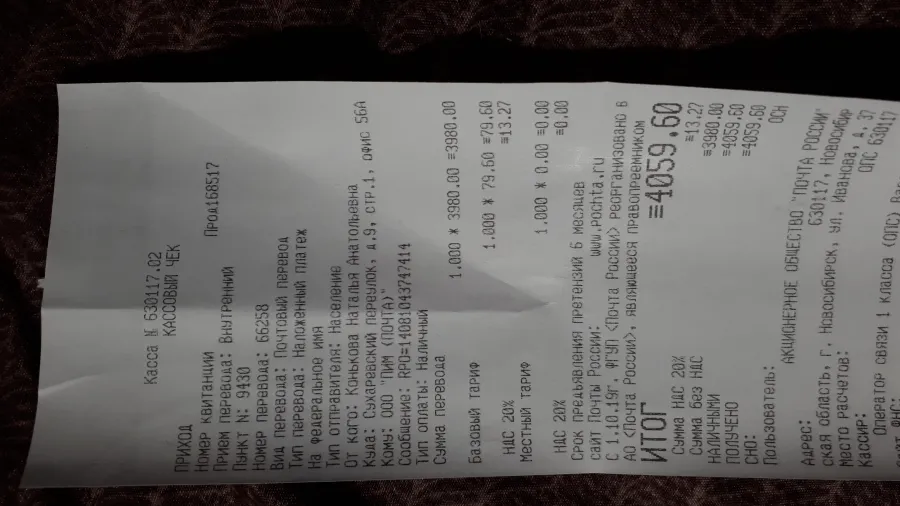 Касса № 630117.02
КАССОВЫЙ ЧЕК
ПРИХОД
Номер квитанции Прод168517
Прием перевода: Внутренний
Пункт N: 9430
Номер перевода: 66258
Вид перевода: Почтовый перевод
Тип перевода: Наложенный платеж
На федеральное имя
Тип отправителя: Население
От кого: Конькова Наталья Анатольевна
Куда: Сухаревский переулок, д.9, стр.1, офис 56А
Кому: ООО "ПИМ (ПОЧТА)"
Сообщение: RPO=14081043747414
Тип оплаты: Наличный
Сумма перевода
1.000 * 3980.00 ≡3980.00
Базовый тариф
1.000 * 79.60 ≡79.60
НДС 20% ≡13.27
Местный тариф
1.000 * 0.00 ≡0.00
НДС 20% ≡0.00
Срок предъявления претензий 6 месяцев
сайт Почты России: www.pochta.ru
С 1.10.19г. ФГУП <Почта России> реорганизовано в
АО <Почта России>, являющееся правопреемником
ИТОГ ≡4059.60
Сумма НДС 20% ≡13.27
Сумма без НДС ≡3980.00
НАЛИЧНЫМИ ≡4059.60
ПОЛУЧЕНО ≡4059.60
СНО: ОСН
Пользователь:
АКЦИОНЕРНОЕ ОБЩЕСТВО "ПОЧТА РОССИИ"
Адрес: 630117, Новосибир
ская область, г. Новосибирск, ул. Иванова, д. 37
Место расчетов: ОПС 630117
Кассир:
Оператор связи 1 класса (ОПС)
ФНС: